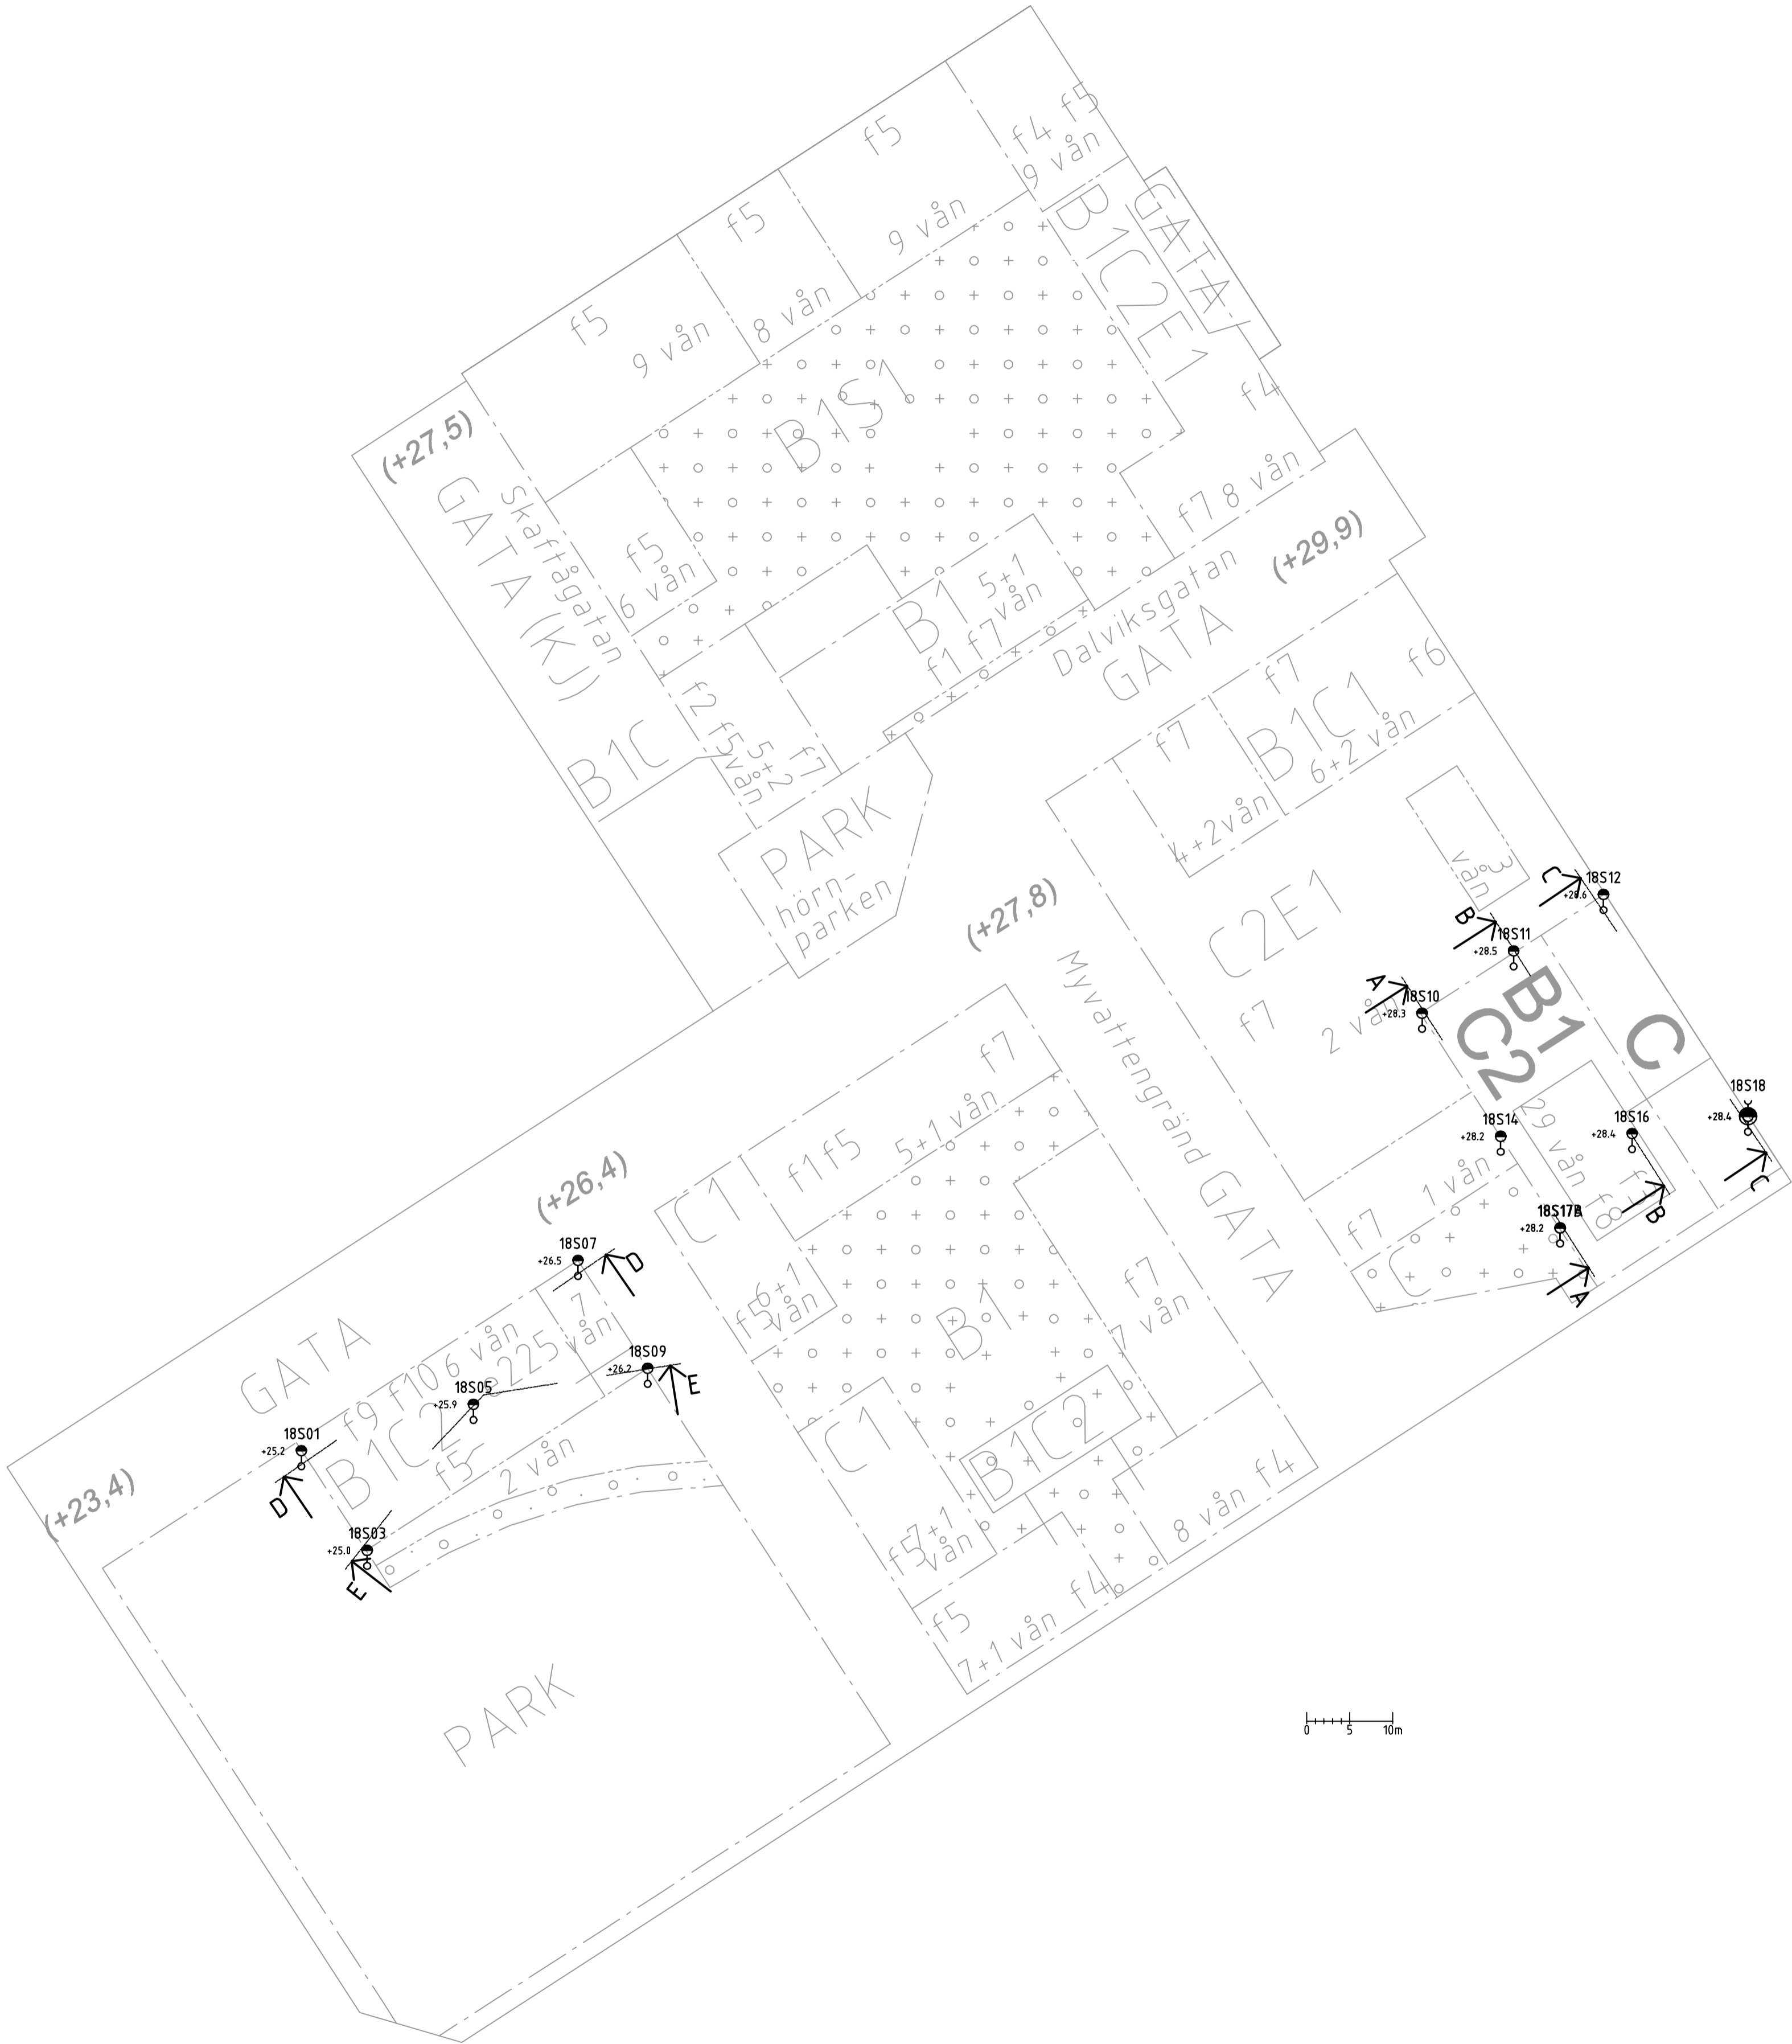 f5
f4 f5
9 vån
f5
9 vån
GATA
GATA
B1C2E1
f5
9 vån
8 vån
B1S1
f4
(+27,5)
GATA (KJ)
Skaftågatan
f5
6 vån
B1
5+1
vån
f1 f7
f7 8 vån
(+29,9)
Dalviksgatan
GATA
B1C
f2 f5
5+2
vån
f7
PARK
hörn-
parken
f7
f7
B1C1
f6
6+2 vån
4+2vån
3
vån
C2E1
f7
2 vån
(+27,8)
Myvattengränd GATA
C
18S12
+28.6
B
18S11
+28.5
A
18S10
+28.3
B1
C2
C
18S18
+28.4
C
18S14
+28.2
18S16
+28.4
29 vån
f8
B
f7 1 vån
C
+28.2
A
(+26,4)
C1
f1f5
5+1 vån
f7
f5
6+1
vån
B1
f7
7 vån
C1
B1C2
f5
7+1
vån
8 vån f4
f5
7+1 vån f4
18S07
+26.5
D
GATA
7
vån
f9 f10 6 vån
e225
18S09
+26.2
E
18S05
+25.9
B1C2
f5
2 vån
18S01
+25.2
D
(+23,4)
18S03
+25.0
E
PARK
0 5 10m